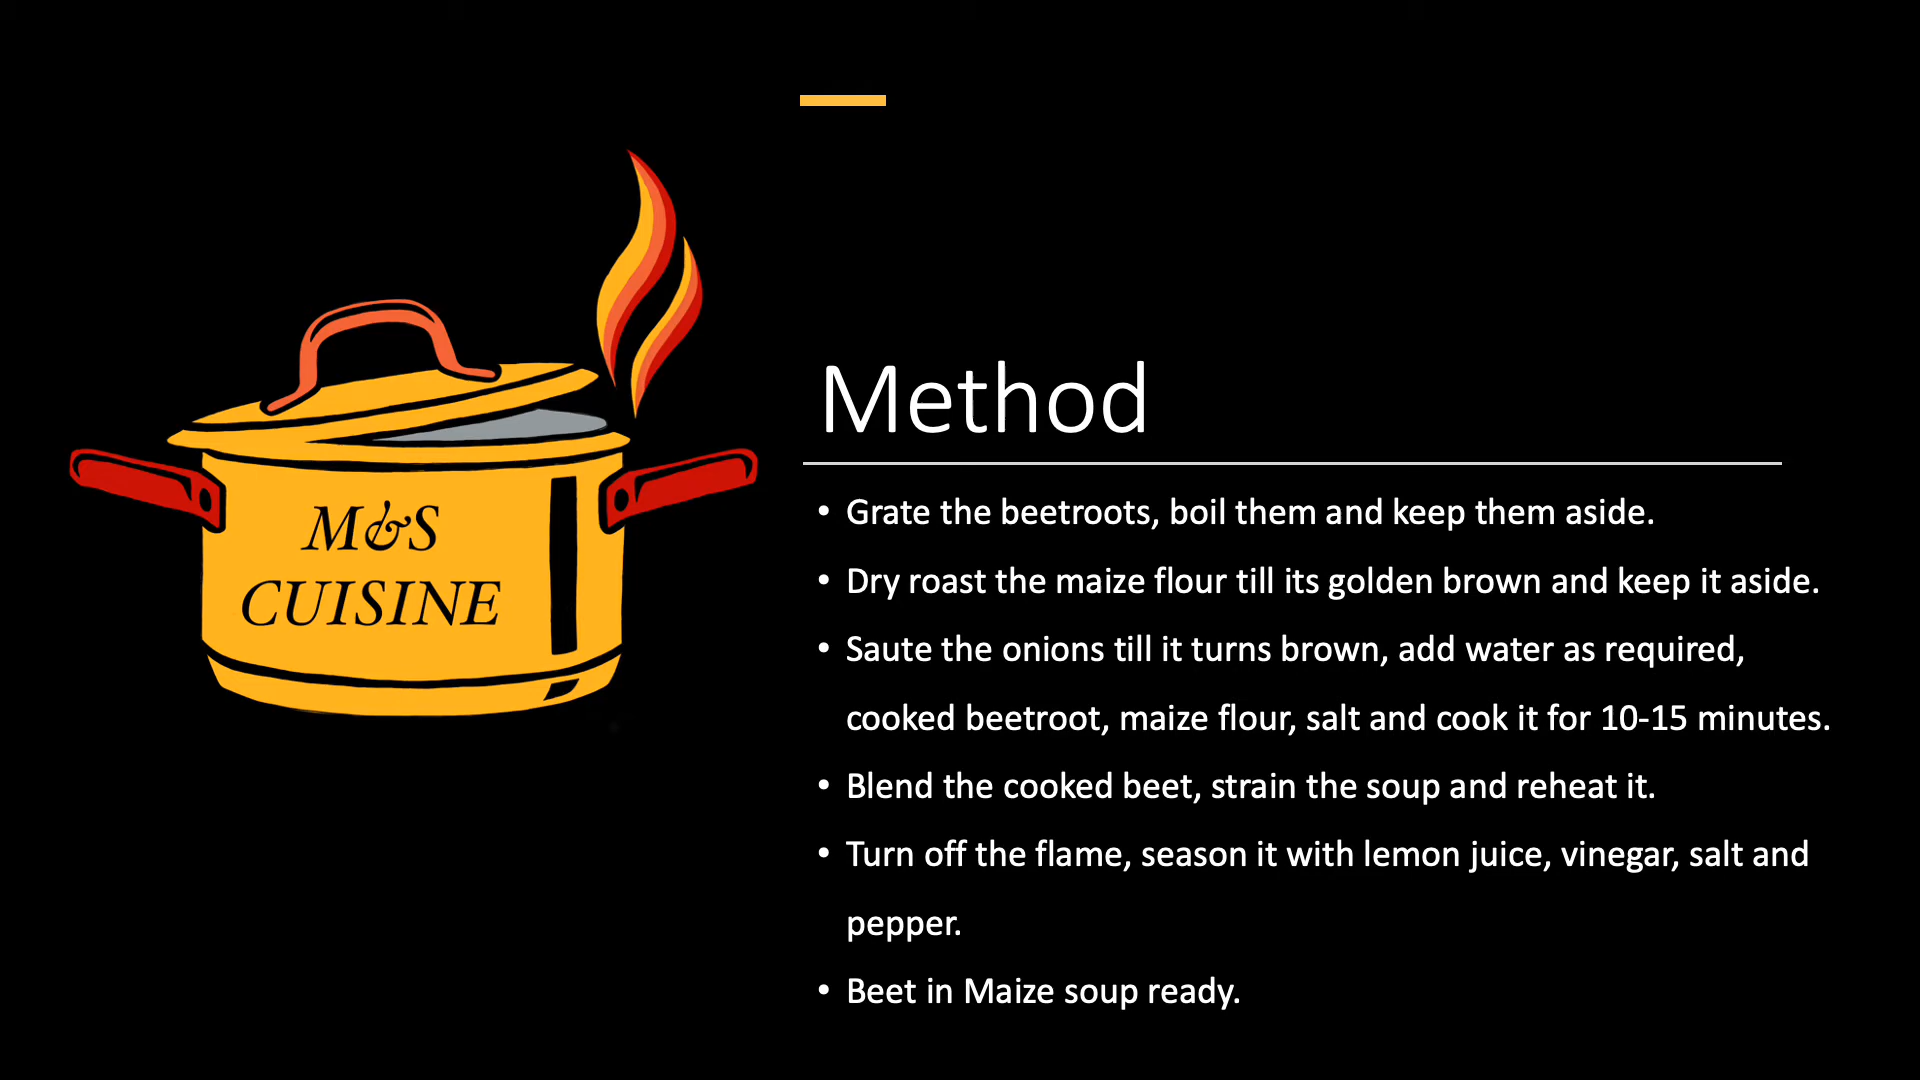 M&S
CUISINE
Method
• Grate the beetroots, boil them and keep them aside.
• Dry roast the maize flour till its golden brown and keep it aside.
• Saute the onions till it turns brown, add water as required,
cooked beetroot, maize flour, salt and cook it for 10-15 minutes.
• Blend the cooked beet, strain the soup and reheat it.
• Turn off the flame, season it with lemon juice, vinegar, salt and
pepper.
• Beet in Maize soup ready.